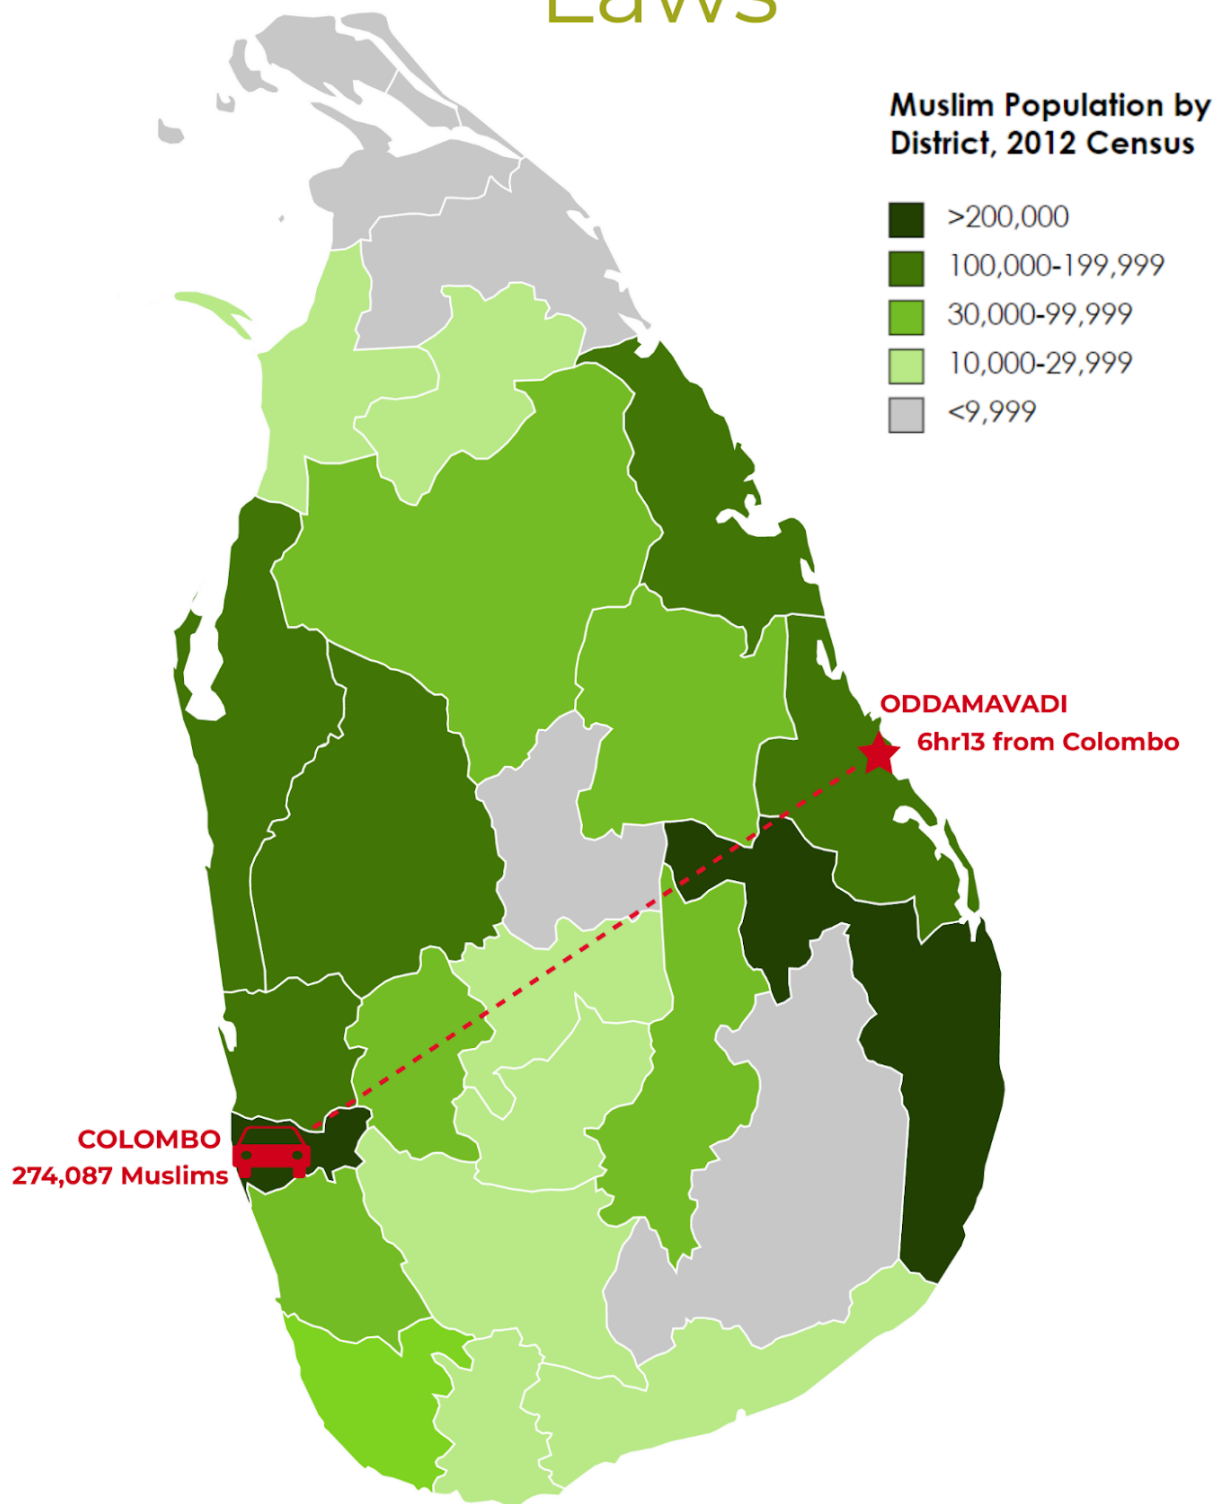 Laws
Muslim Population by
District, 2012 Census
>200,000
100,000-199,999
30,000-99,999
10,000-29,999
<9,999
ODDAMAVADI
6hr13 from Colombo
COLOMBO
274,087 Muslims